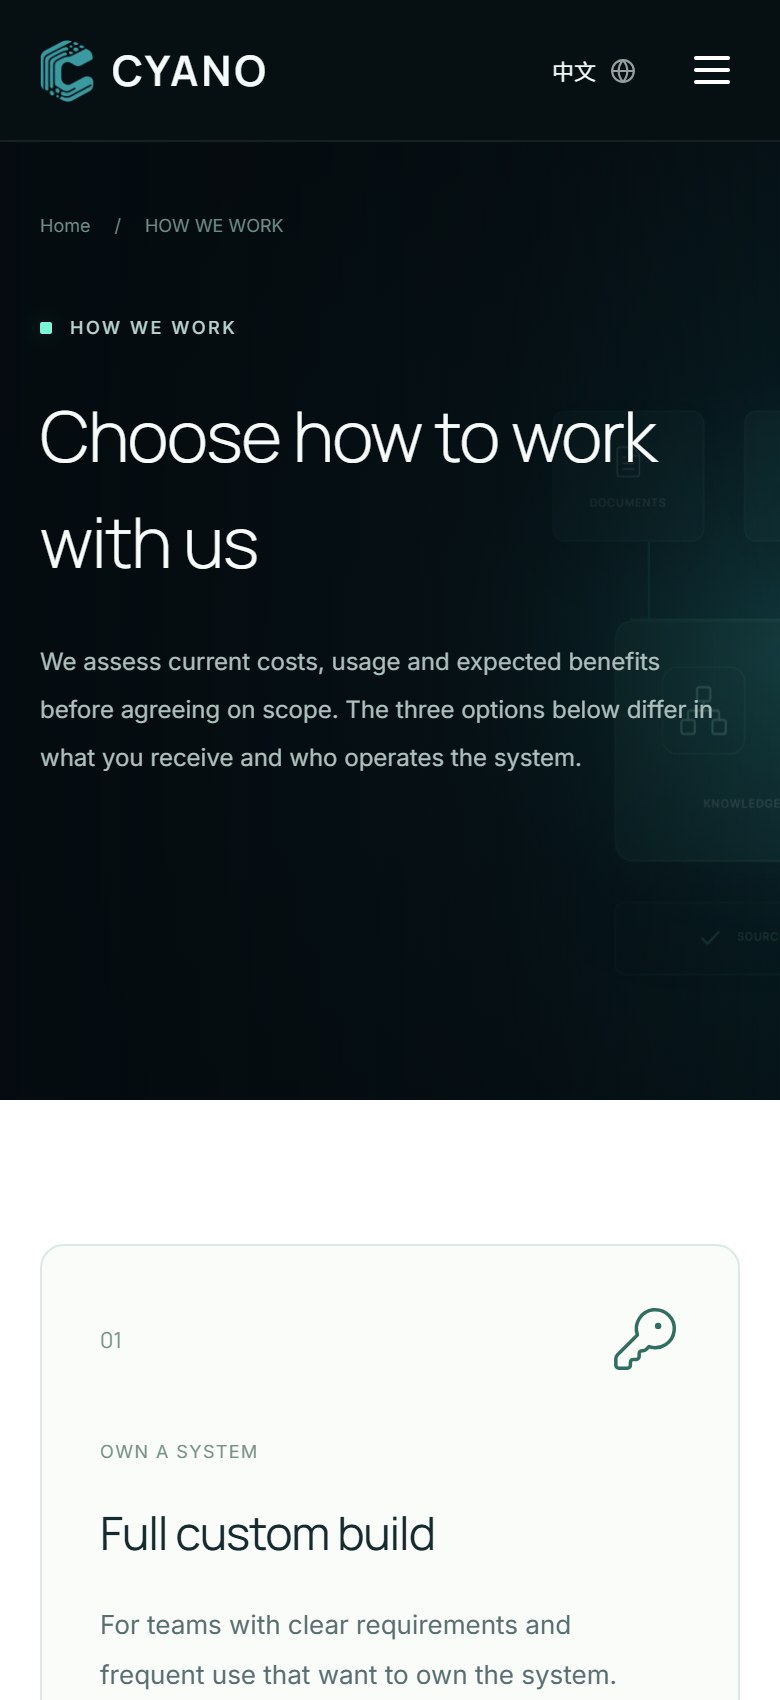 CYANO
中文
Home / HOW WE WORK
HOW WE WORK
Choose how to work
with us
DOCUMENTS
We assess current costs, usage and expected benefits
before agreeing on scope. The three options below differ in
what you receive and who operates the system.
KNOWLEDGE
SOURC
01
OWN A SYSTEM
Full custom build
For teams with clear requirements and
frequent use that want to own the system.